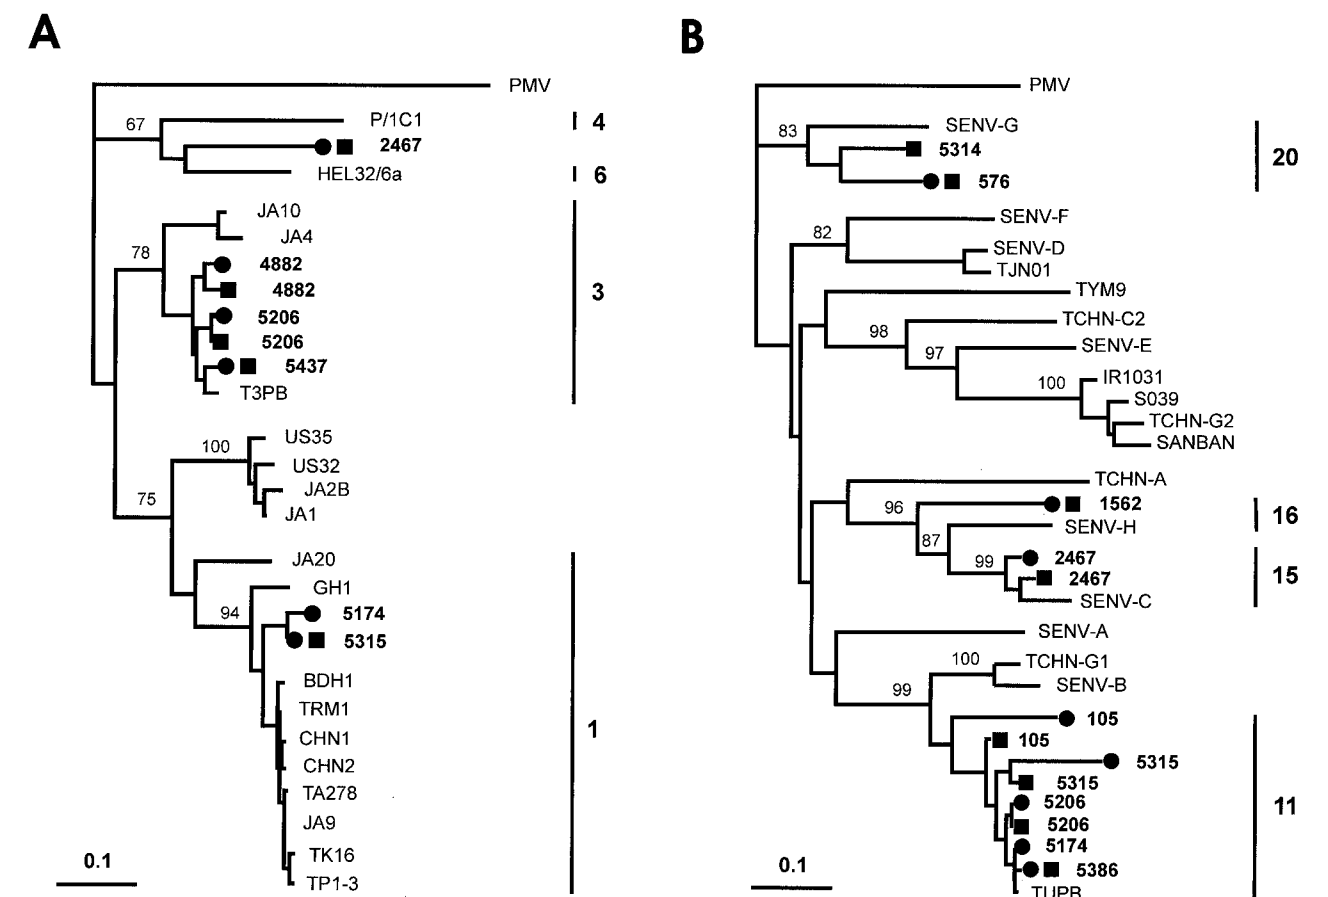 A
PMV
67
P/1C1
4
2467
HEL32/6a
6
JA10
JA4
78
4882
4882
3
5206
5206
5437
T3PB
US35
100
US32
JA2B
75
JA1
JA20
GH1
94
5174
5315
BDH1
TRM1
1
CHN1
CHN2
TA278
JA9
TK16
0.1
TP1-3
B
PMV
SENV-G
83
5314
20
576
SENV-F
82
SENV-D
TJN01
TYM9
TCHN-C2
98
SENV-E
97
IR1031
100
S039
TCHN-G2
SANBAN
TCHN-A
1562
96
16
SENV-H
87
2467
99
2467
15
SENV-C
SENV-A
100
TCHN-G1
SENV-B
99
105
105
5315
5315
5206
11
5206
5174
0.1
5386
TUPB